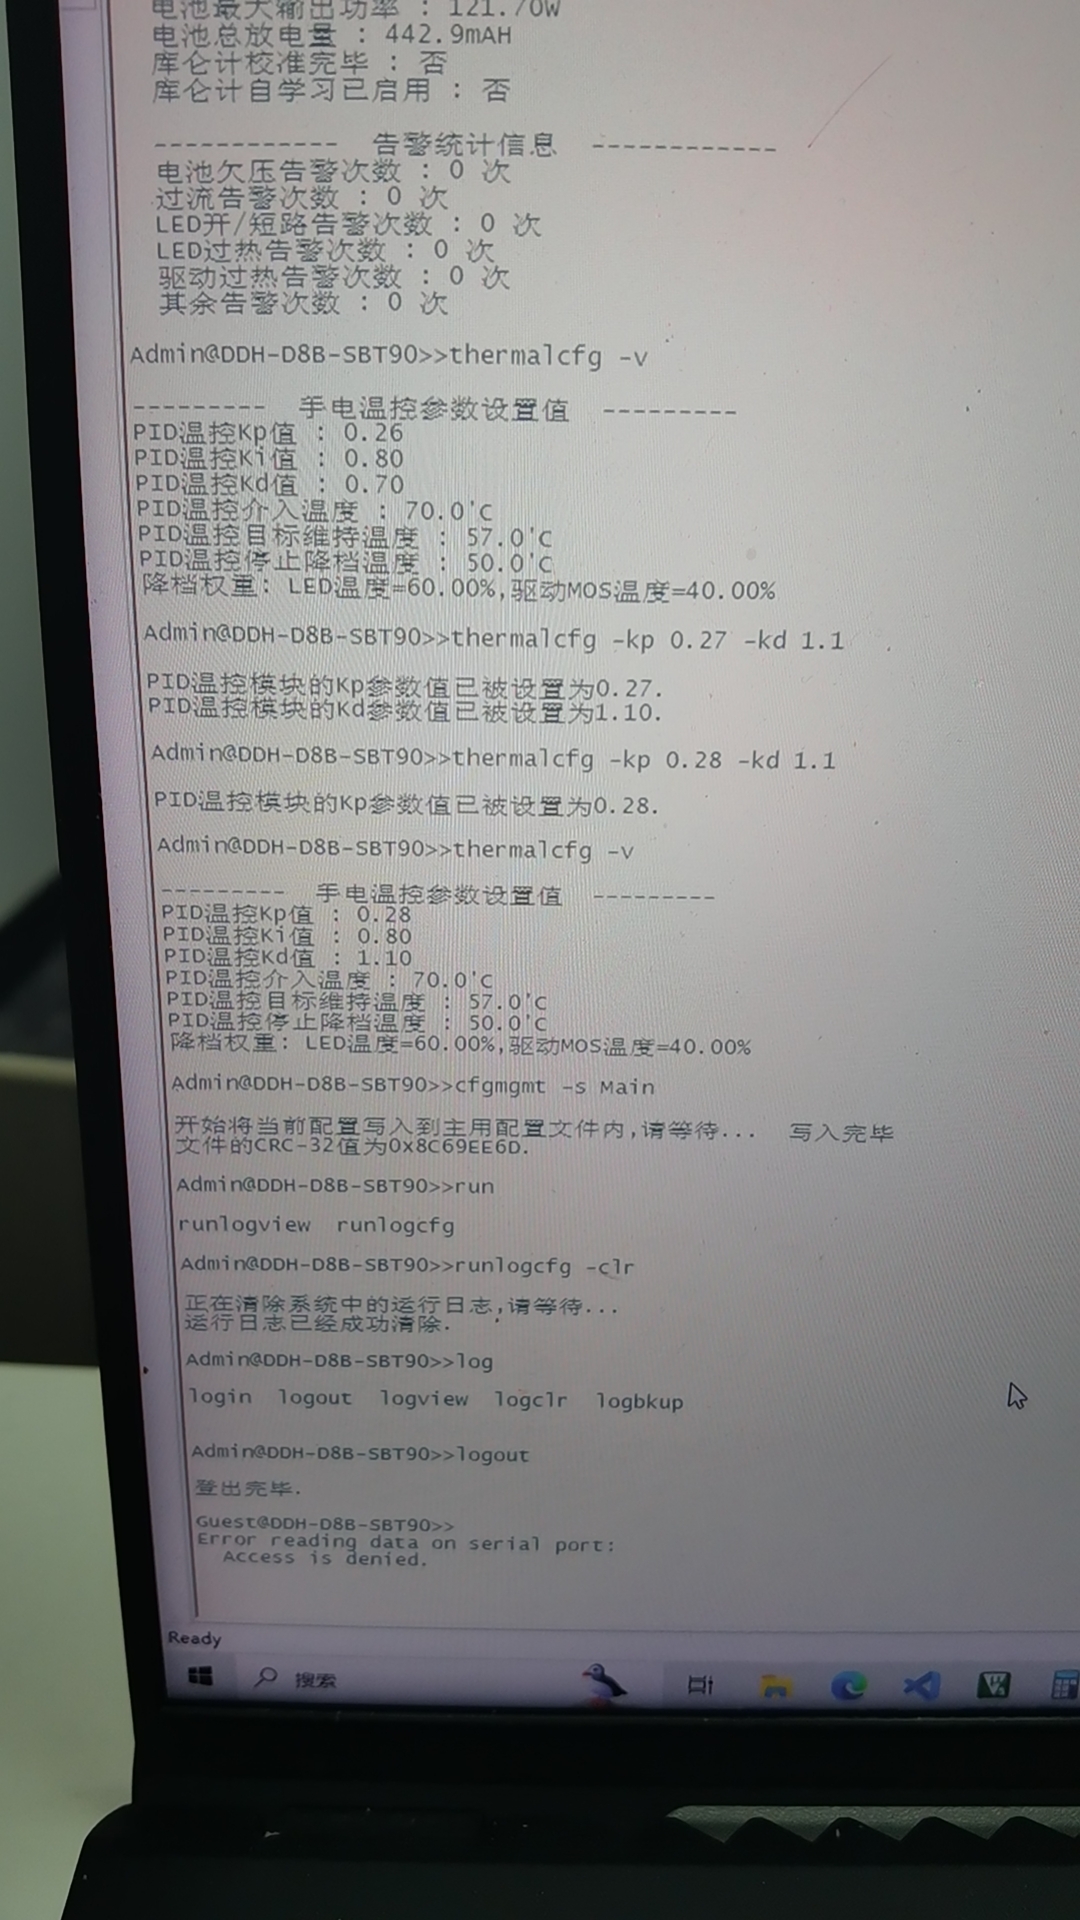 电池最大输出功率 : 121.70W
电池总放电量 : 442.9mAH
库仑计校准完毕 : 否
库仑计自学习已启用 : 否
------------ 告警统计信息 ------------
电池欠压告警次数 : 0 次
过流告警次数 : 0 次
LED开/短路告警次数 : 0 次
LED过热告警次数 : 0 次
驱动过热告警次数 : 0 次
其余告警次数 : 0 次
Admin@DDH-D8B-SBT90>>thermalcfg -v
--------- 手电温控参数设置值 ---------
PID温控Kp值 : 0.26
PID温控Ki值 : 0.80
PID温控Kd值 : 0.70
PID温控介入温度 : 70.0'C
PID温控目标维持温度 : 57.0'C
PID温控停止降档温度 : 50.0'C
降档权重: LED温度=60.00%,驱动MOS温度=40.00%
Admin@DDH-D8B-SBT90>>thermalcfg -kp 0.27 -kd 1.1
PID温控模块的Kp参数值已被设置为0.27.
PID温控模块的Kd参数值已被设置为1.10.
Admin@DDH-D8B-SBT90>>thermalcfg -kp 0.28 -kd 1.1
PID温控模块的Kp参数值已被设置为0.28.
Admin@DDH-D8B-SBT90>>thermalcfg -v
--------- 手电温控参数设置值 ---------
PID温控Kp值 : 0.28
PID温控Ki值 : 0.80
PID温控Kd值 : 1.10
PID温控介入温度 : 70.0'C
PID温控目标维持温度 : 57.0'C
PID温控停止降档温度 : 50.0'C
降档权重: LED温度=60.00%,驱动MOS温度=40.00%
Admin@DDH-D8B-SBT90>>cfgmgmt -s Main
开始将当前配置写入到主用配置文件内,请等待... 写入完毕
文件的CRC-32值为0x8C69EE6D.
Admin@DDH-D8B-SBT90>>run
runlogview runlogcfg
Admin@DDH-D8B-SBT90>>runlogcfg -clr
正在清除系统中的运行日志,请等待...
运行日志已经成功清除.
Admin@DDH-D8B-SBT90>>log
login logout logview logclr logbkup
Admin@DDH-D8B-SBT90>>logout
登出完毕.
Guest@DDH-D8B-SBT90>>
Error reading data on serial port:
Access is denied.
Ready
搜索